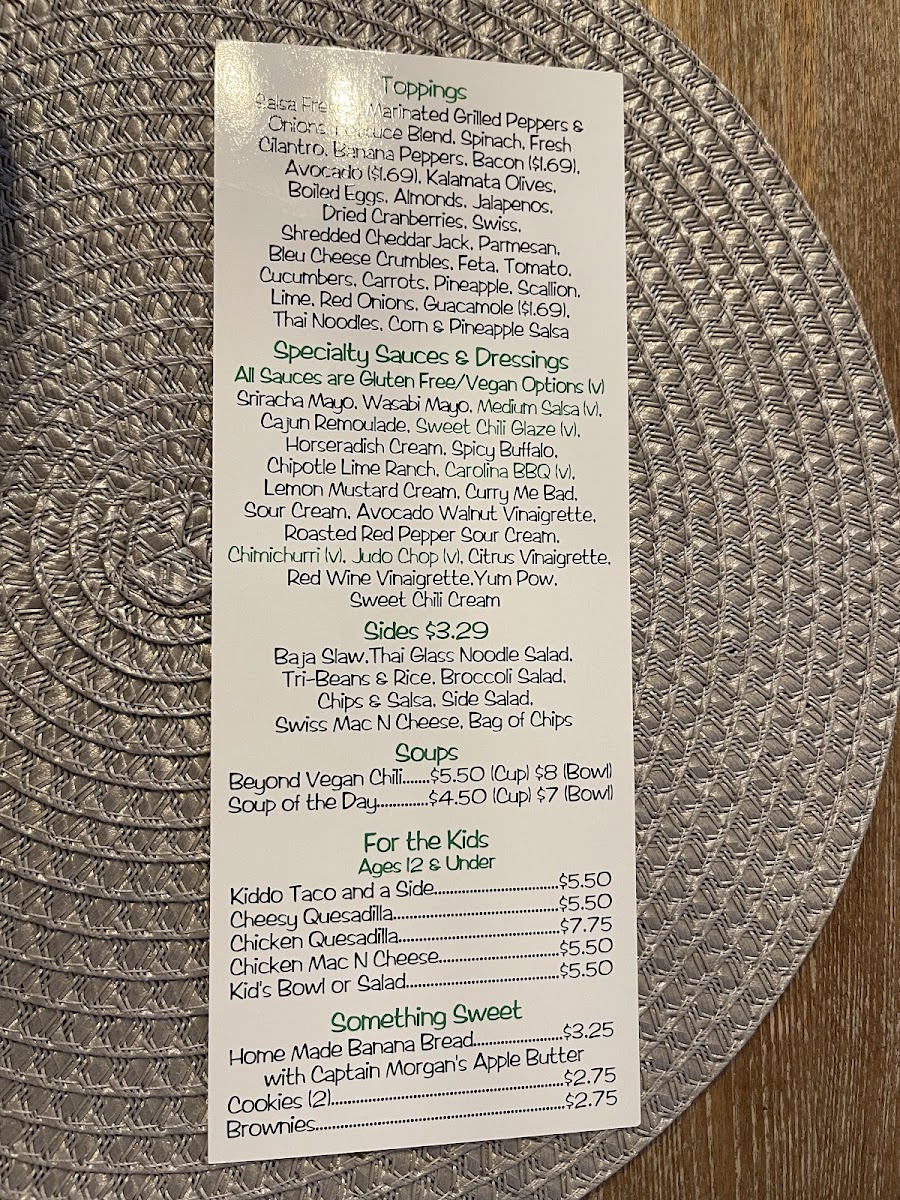 Toppings
Salsa Marinated Grilled Peppers &
Onions, Blend, Spinach, Fresh
Cilantro, Banana Peppers, Bacon ($1.69),
Avocado ($1.69), Kalamata Olives,
Boiled Eggs, Almonds, Jalapenos,
Dried Cranberries, Swiss,
Shredded Cheddar Jack, Parmesan,
Bleu Cheese Crumbles, Feta, Tomato,
Cucumbers, Carrots, Pineapple, Scallion,
Lime, Red Onions, Guacamole ($1.69),
Thai Noodles, Corn & Pineapple Salsa
Specialty Sauces & Dressings
All Sauces are Gluten Free/Vegan Options (v)
Sriracha Mayo, Wasabi Mayo, Medium Salsa (v),
Cajun Remoulade, Sweet Chili Glaze (v),
Horseradish Cream, Spicy Buffalo,
Chipotle Lime Ranch, Carolina BBQ (v),
Lemon Mustard Cream, Curry Me Bad,
Sour Cream, Avocado Walnut Vinaigrette,
Roasted Red Pepper Sour Cream,
Chimichurri (v), Judo Chop (v), Citrus Vinaigrette,
Red Wine Vinaigrette,Yum Pow,
Sweet Chili Cream
Sides $3.29
Baja Slaw,Thai Glass Noodle Salad,
Tri-Beans & Rice, Broccoli Salad,
Chips & Salsa, Side Salad,
Swiss Mac N Cheese, Bag of Chips
Soups
Beyond Vegan Chili.......$5.50 (Cup) $8 (Bowl)
Soup of the Day.............$4.50 (Cup) $7 (Bowl)
For the Kids
Ages 12 & Under
Kiddo Taco and a Side..............................$5.50
Cheesy Quesadilla........................................$5.50
Chicken Quesadilla.......................................$7.75
Chicken Mac N Cheese.............................$5.50
Kid's Bowl or Salad.....................................$5.50
Something Sweet
Home Made Banana Bread.....................$3.25
with Captain Morgan's Apple Butter
Cookies (2)........................................................$2.75
Brownies............................................................$2.75